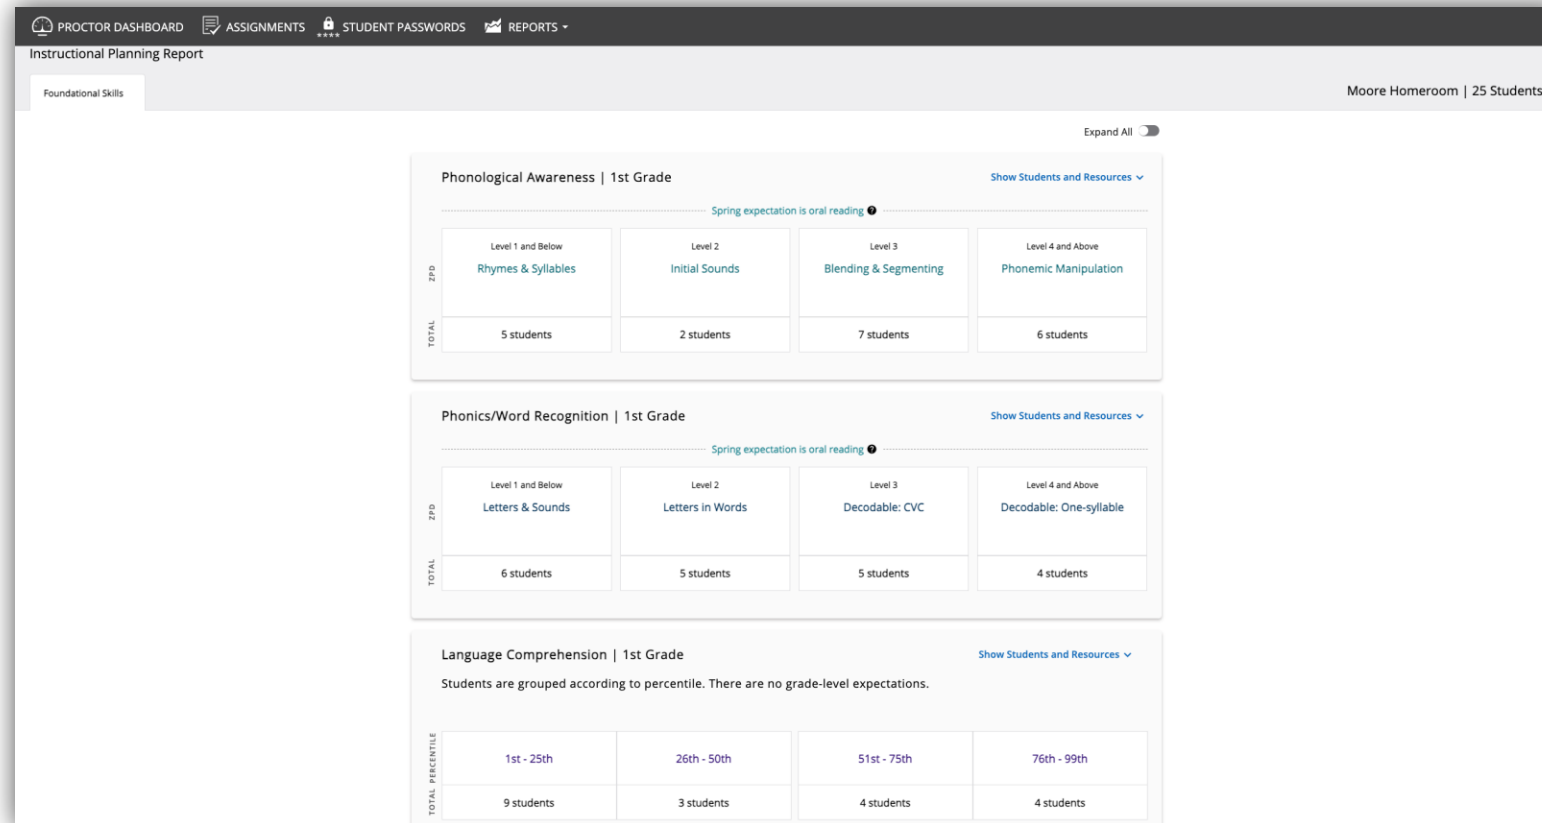 PROCTOR DASHBOARD ASSIGNMENTS **** STUDENT PASSWORDS REPORTS
Instructional Planning Report
Foundational Skills
Moore Homeroom | 25 Students
Expand All
Phonological Awareness | 1st Grade
Show Students and Resources
Spring expectation is oral reading ?
ZPD
Level 1 and Below
Rhymes & Syllables
Level 2
Initial Sounds
Level 3
Blending & Segmenting
Level 4 and Above
Phonemic Manipulation
TOTAL
5 students
2 students
7 students
6 students
Phonics/Word Recognition | 1st Grade
Show Students and Resources
Spring expectation is oral reading ?
ZPD
Level 1 and Below
Letters & Sounds
Level 2
Letters in Words
Level 3
Decodable: CVC
Level 4 and Above
Decodable: One-syllable
TOTAL
6 students
5 students
5 students
4 students
Language Comprehension | 1st Grade
Show Students and Resources
Students are grouped according to percentile. There are no grade-level expectations.
PERCENTILE
1st - 25th
26th - 50th
51st - 75th
76th - 99th
TOTAL
9 students
3 students
4 students
4 students